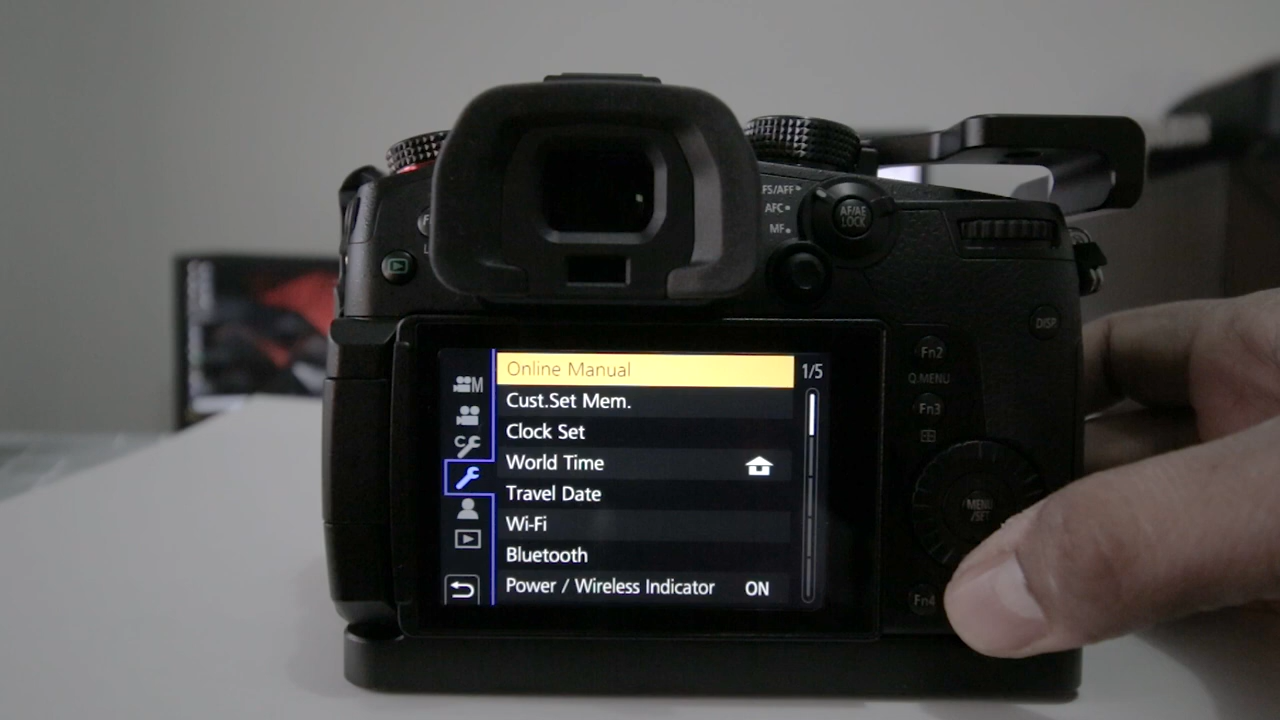 FS/AFF
AFC
MF
AF/AE
LOCK
DISP.
Fn2
Q.MENU
Fn3
MENU
/SET
Fn4
Online Manual
1/5
Cust.Set Mem.
Clock Set
World Time
Travel Date
Wi-Fi
Bluetooth
Power / Wireless Indicator ON
M
C